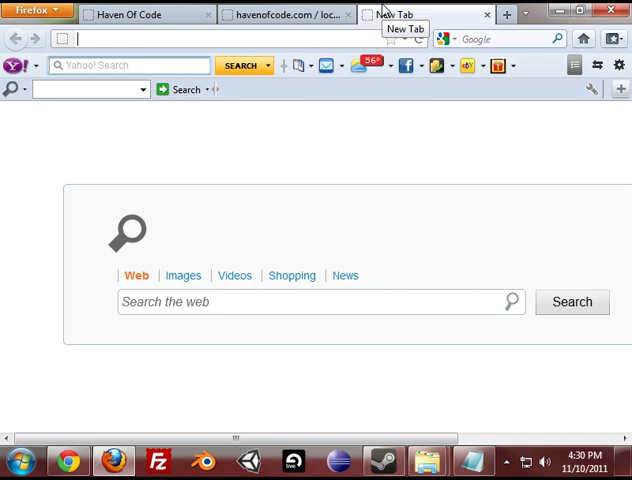 Firefox
Haven Of Code
havenofcode.com / loc...
New Tab
New Tab
Google
Y!
Yahoo! Search
SEARCH
56°
Search
Web
Images
Videos
Shopping
News
Search the web
Search
live
4:30 PM
11/10/2011